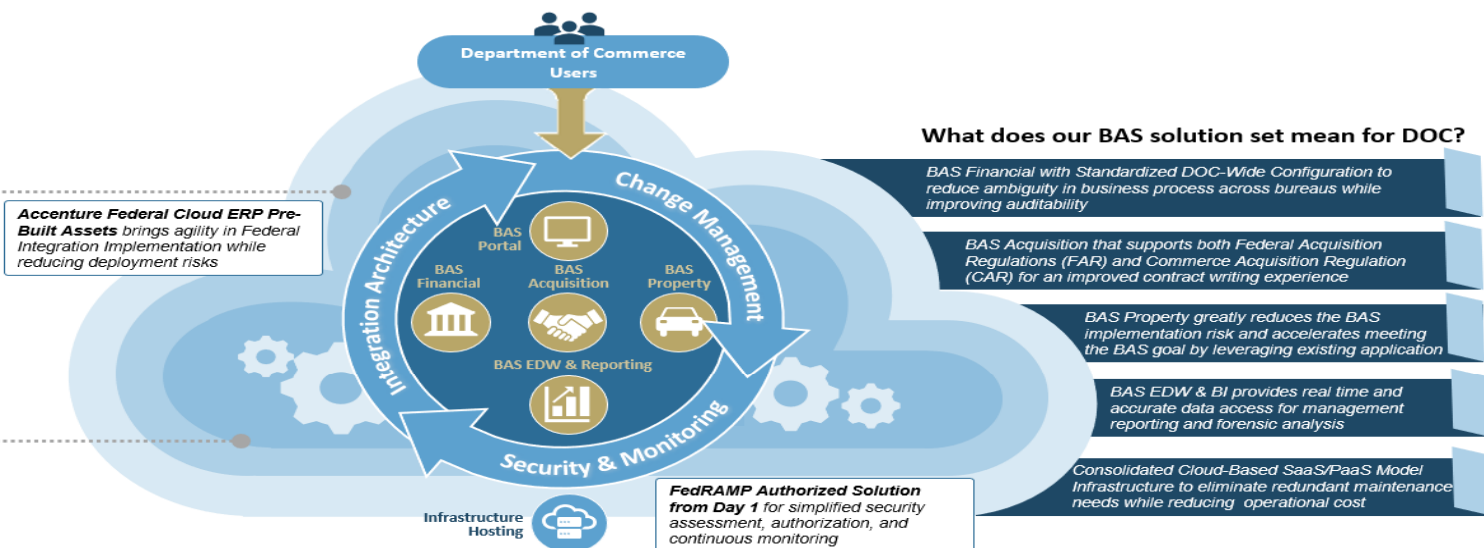 Department of Commerce
Users
What does our BAS solution set mean for DOC?
Accenture Federal Cloud ERP Pre-
Built Assets brings agility in Federal
Integration Implementation while
reducing deployment risks
Integration Architecture
Change Management
Security & Monitoring
BAS
Portal
BAS
Financial
BAS
Acquisition
BAS
Property
BAS EDW & Reporting
Infrastructure
Hosting
FedRAMP Authorized Solution
from Day 1 for simplified security
assessment, authorization, and
continuous monitoring
BAS Financial with Standardized DOC-Wide Configuration to
reduce ambiguity in business process across bureaus while
improving auditability
BAS Acquisition that supports both Federal Acquisition
Regulations (FAR) and Commerce Acquisition Regulation
(CAR) for an improved contract writing experience
BAS Property greatly reduces the BAS
implementation risk and accelerates meeting
the BAS goal by leveraging existing application
BAS EDW & BI provides real time and
accurate data access for management
reporting and forensic analysis
Consolidated Cloud-Based SaaS/PaaS Model
Infrastructure to eliminate redundant maintenance
needs while reducing operational cost